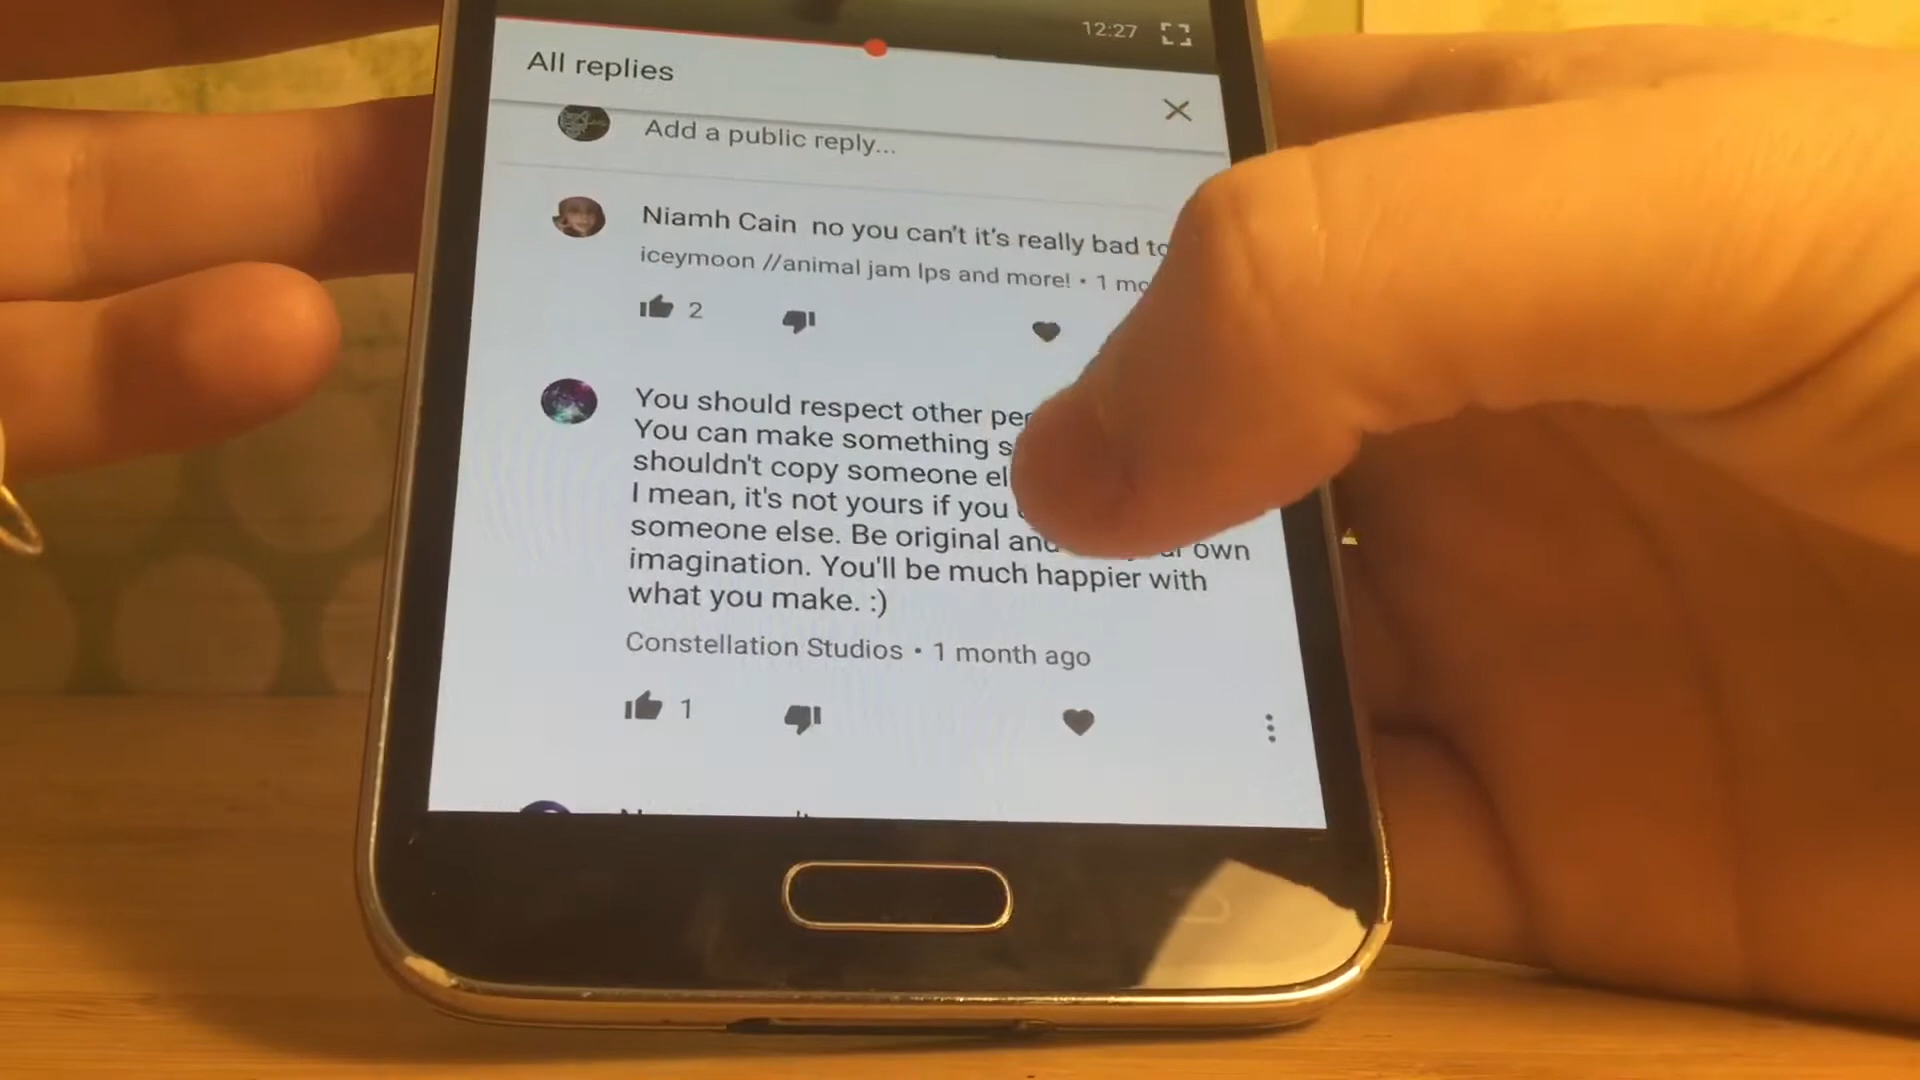 12:27
All replies
Add a public reply...
Niamh Cain no you can't it's really bad to
iceymoon //animal jam lps and more! • 1 mo
2
You should respect other
You can make something
shouldn't copy someone
I mean, it's not yours if you
someone else. Be original and own
imagination. You'll be much happier with
what you make. :)
Constellation Studios • 1 month ago
1